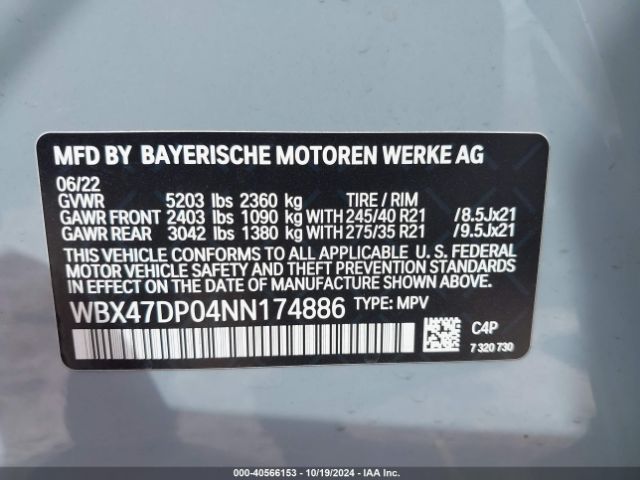 MFD BY BAYERISCHE MOTOREN WERKE AG
06/22
GVWR 5203 lbs 2360 kg TIRE / RIM
GAWR FRONT 2403 lbs 1090 kg WITH 245/40 R21 /8.5Jx21
GAWR REAR 3042 lbs 1380 kg WITH 275/35 R21 /9.5Jx21
THIS VEHICLE CONFORMS TO ALL APPLICABLE U. S. FEDERAL
MOTOR VEHICLE SAFETY AND THEFT PREVENTION STANDARDS
IN EFFECT ON THE DATE OF MANUFACTURE SHOWN ABOVE.
WBX47DP04NN174886 TYPE: MPV
C4P
7 320 730
000-40566153 - 10/19/2024 - IAAI.COM